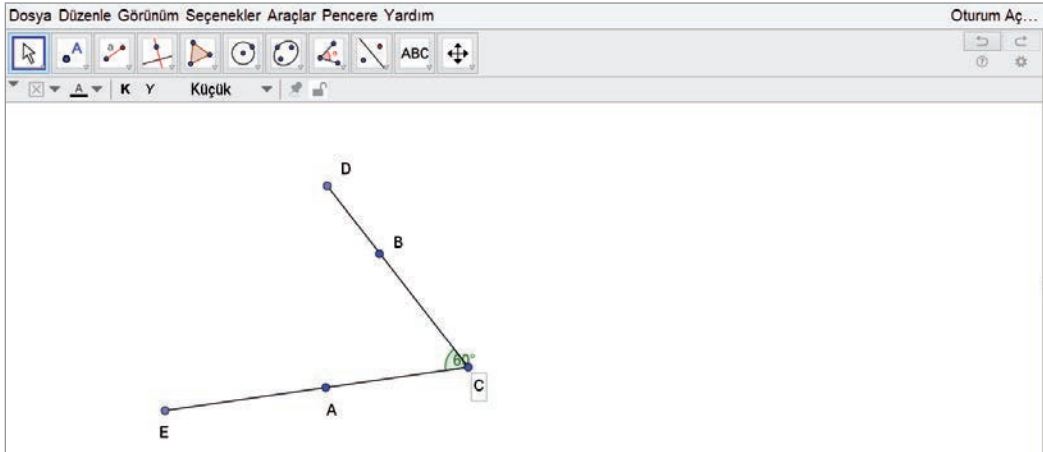 Dosya Düzenle Görünüm Seçenekler Araçlar Pencere Yardım Oturum Aç...
A a ABC
A K Y Küçük
D
B
60°
C
A
E